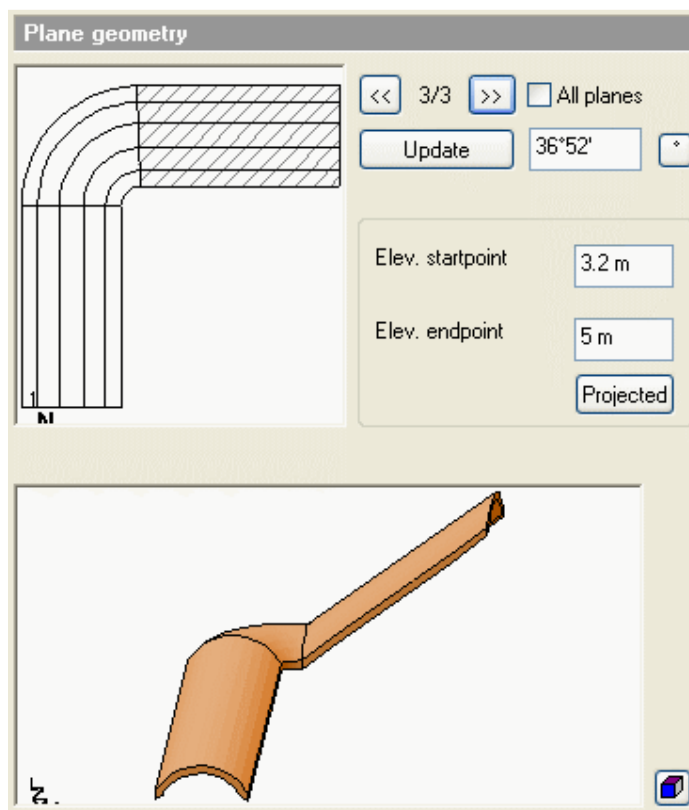 Plane geometry
<< 3/3 >> All planes
Update 36°52' °
Elev. startpoint 3.2 m
Elev. endpoint 5 m
Projected
1